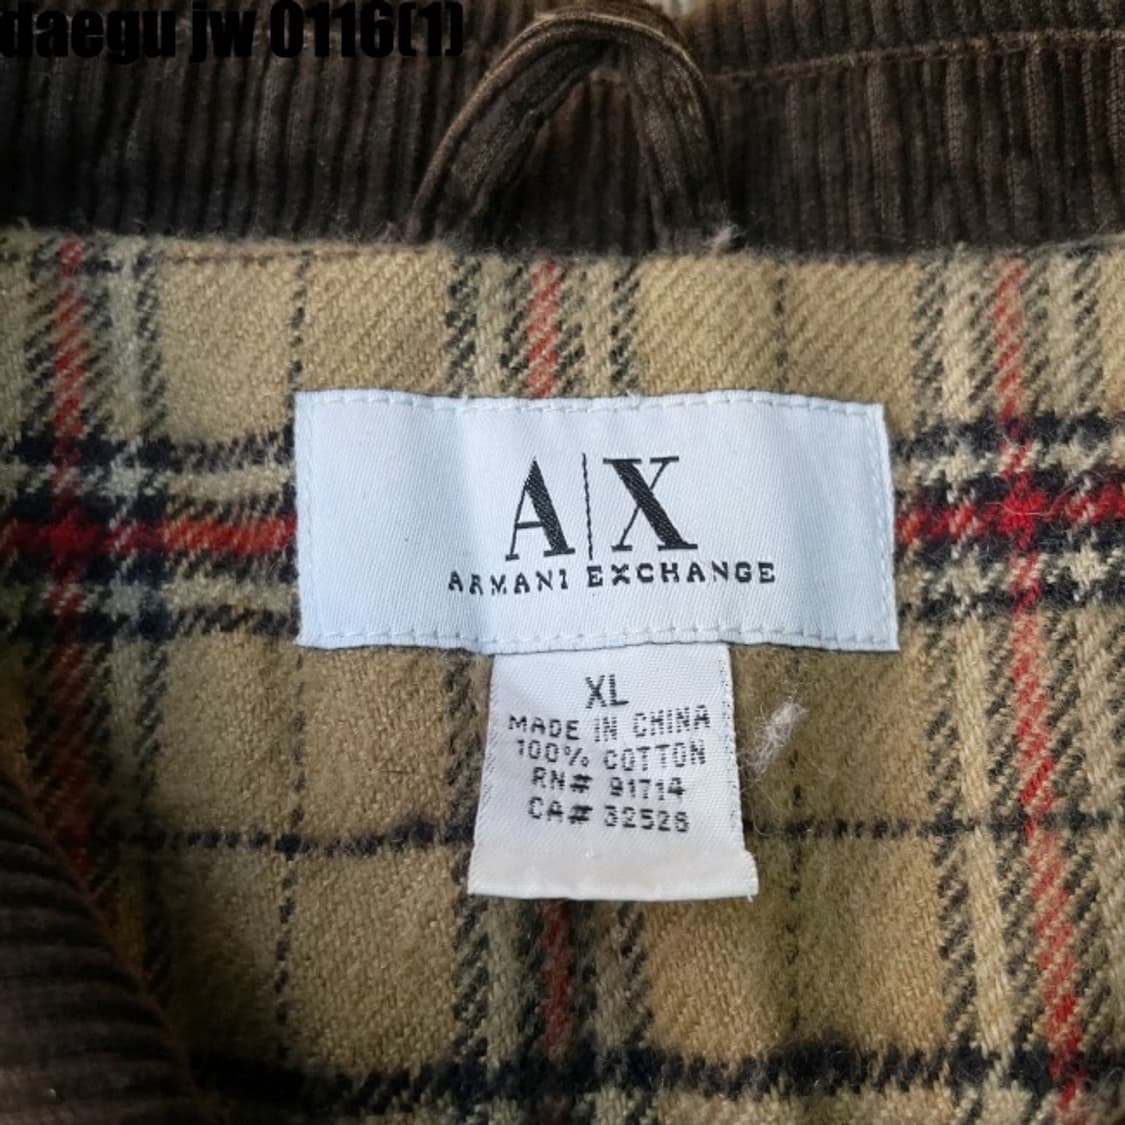 daegu jw 0116(1)
A|X
ARMANI EXCHANGE
XL
MADE IN CHINA
100% COTTON
RN# 91714
CA# 32528